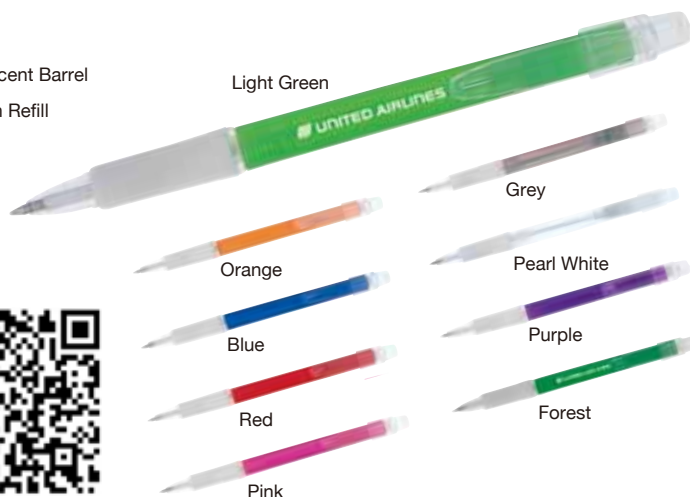 cent Barrel
Refill
Light Green
UNITED AIRLINES
Grey
Orange
Pearl White
Blue
Purple
Red
Forest
Pink